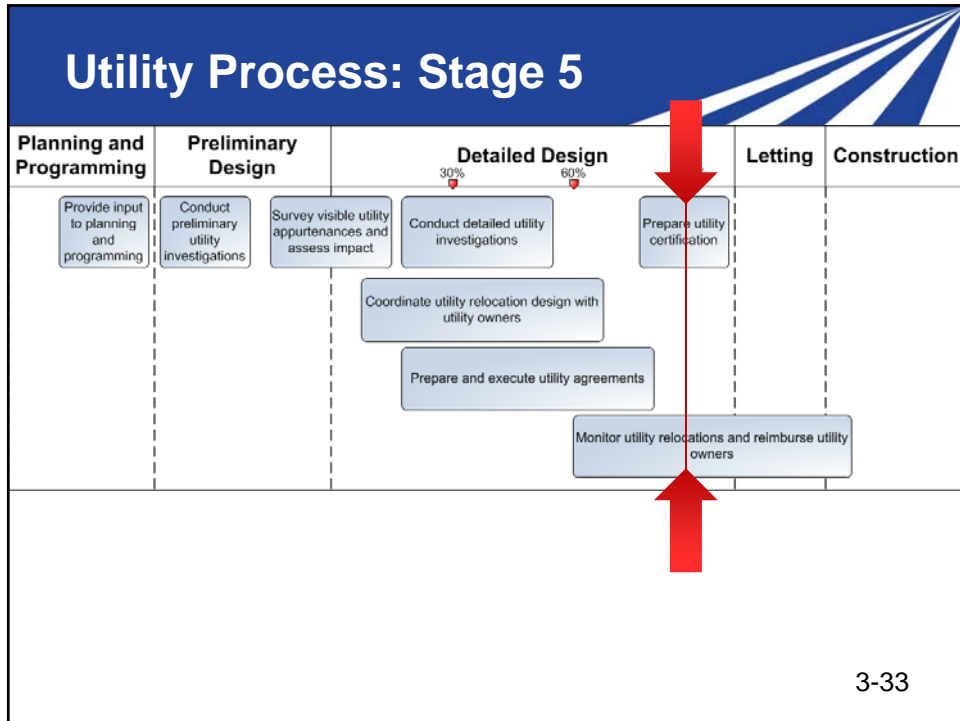 Utility Process: Stage 5
Planning and
Programming
Preliminary
Design
Detailed Design
Letting
Construction
30%
60%
Provide input
to planning
and
programming
Conduct
preliminary
utility
investigations
Survey visible utility
appurtenances and
assess impact
Conduct detailed utility
investigations
Prepare utility
certification
Coordinate utility relocation design with
utility owners
Prepare and execute utility agreements
Monitor utility relocations and reimburse utility
owners
3-33